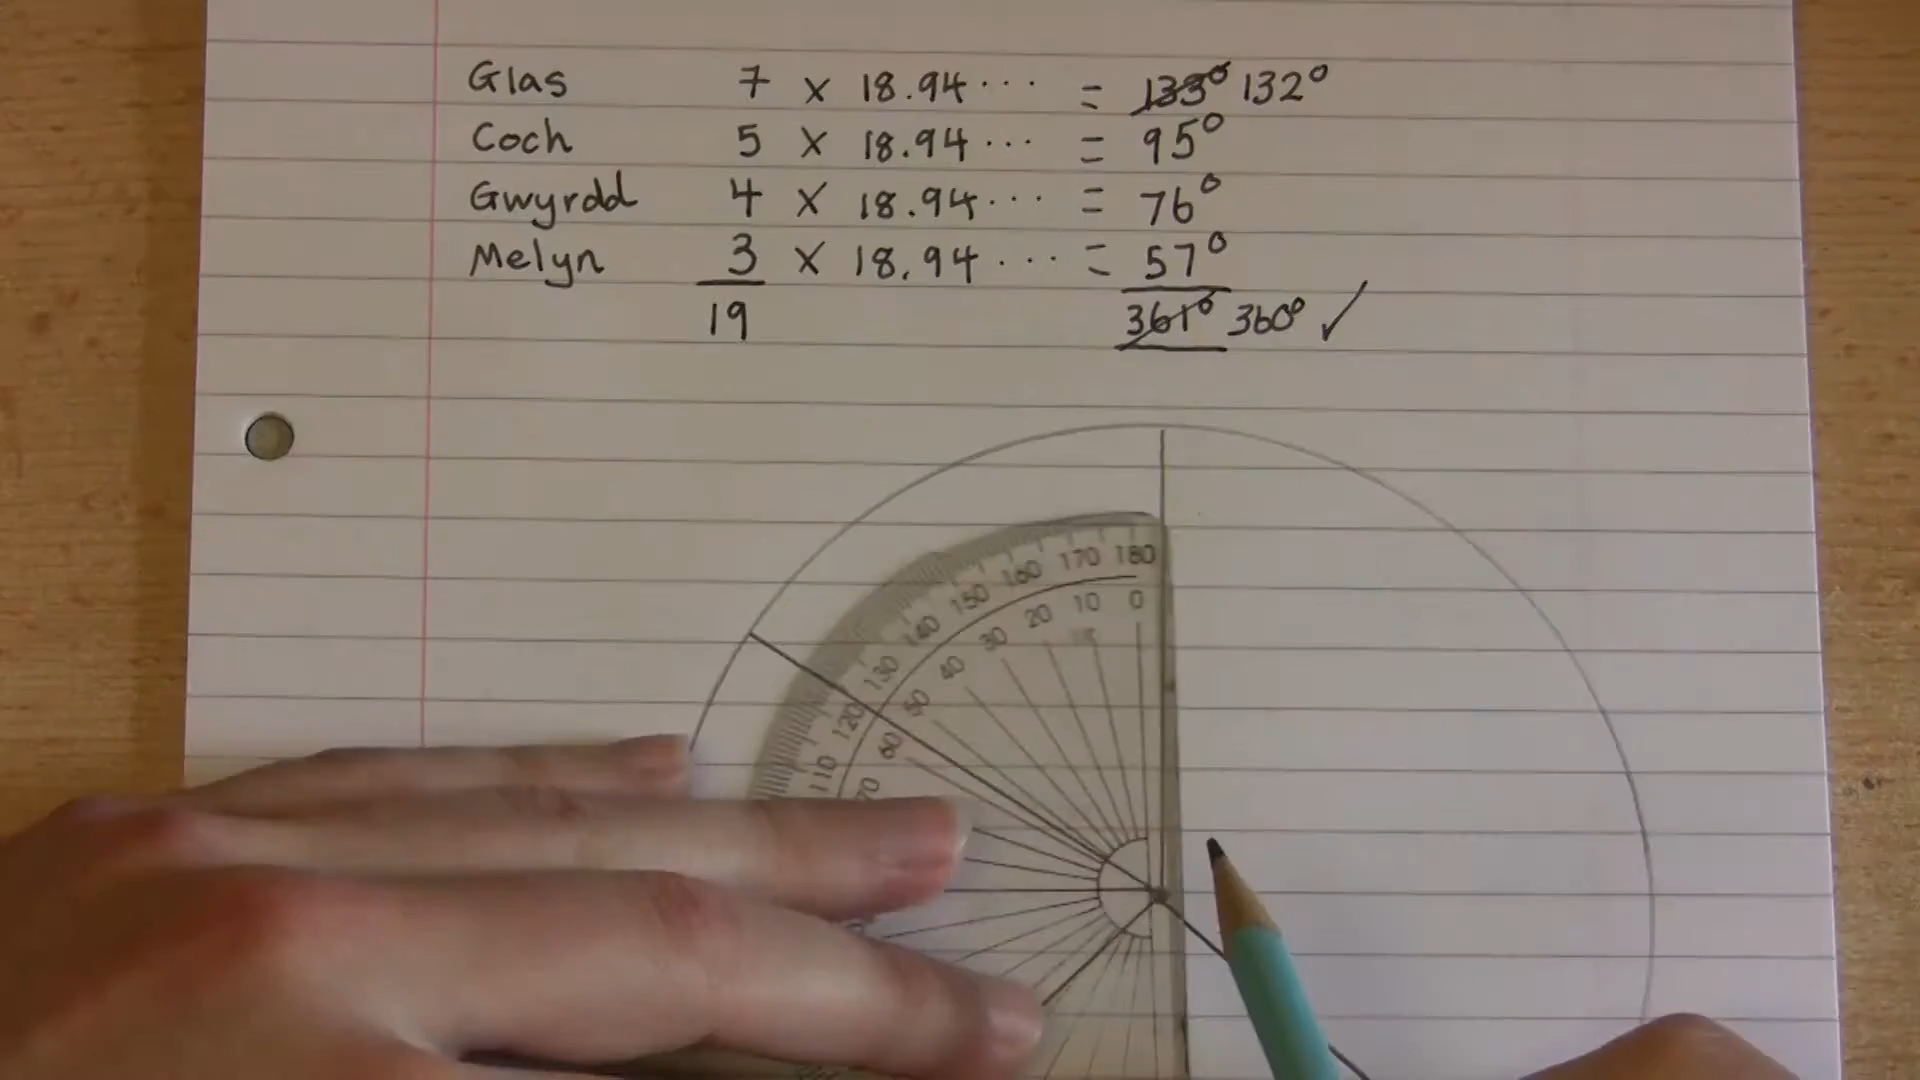 Glas 7 × 18.94... = 133° 132°
Coch 5 × 18.94... = 95°
Gwyrdd 4 × 18.94... = 76°
Melyn 3 × 18.94... = 57°
19 361° 360° ✓
110 120 130 140 150 160 170 180
60 50 40 30 20 10 0